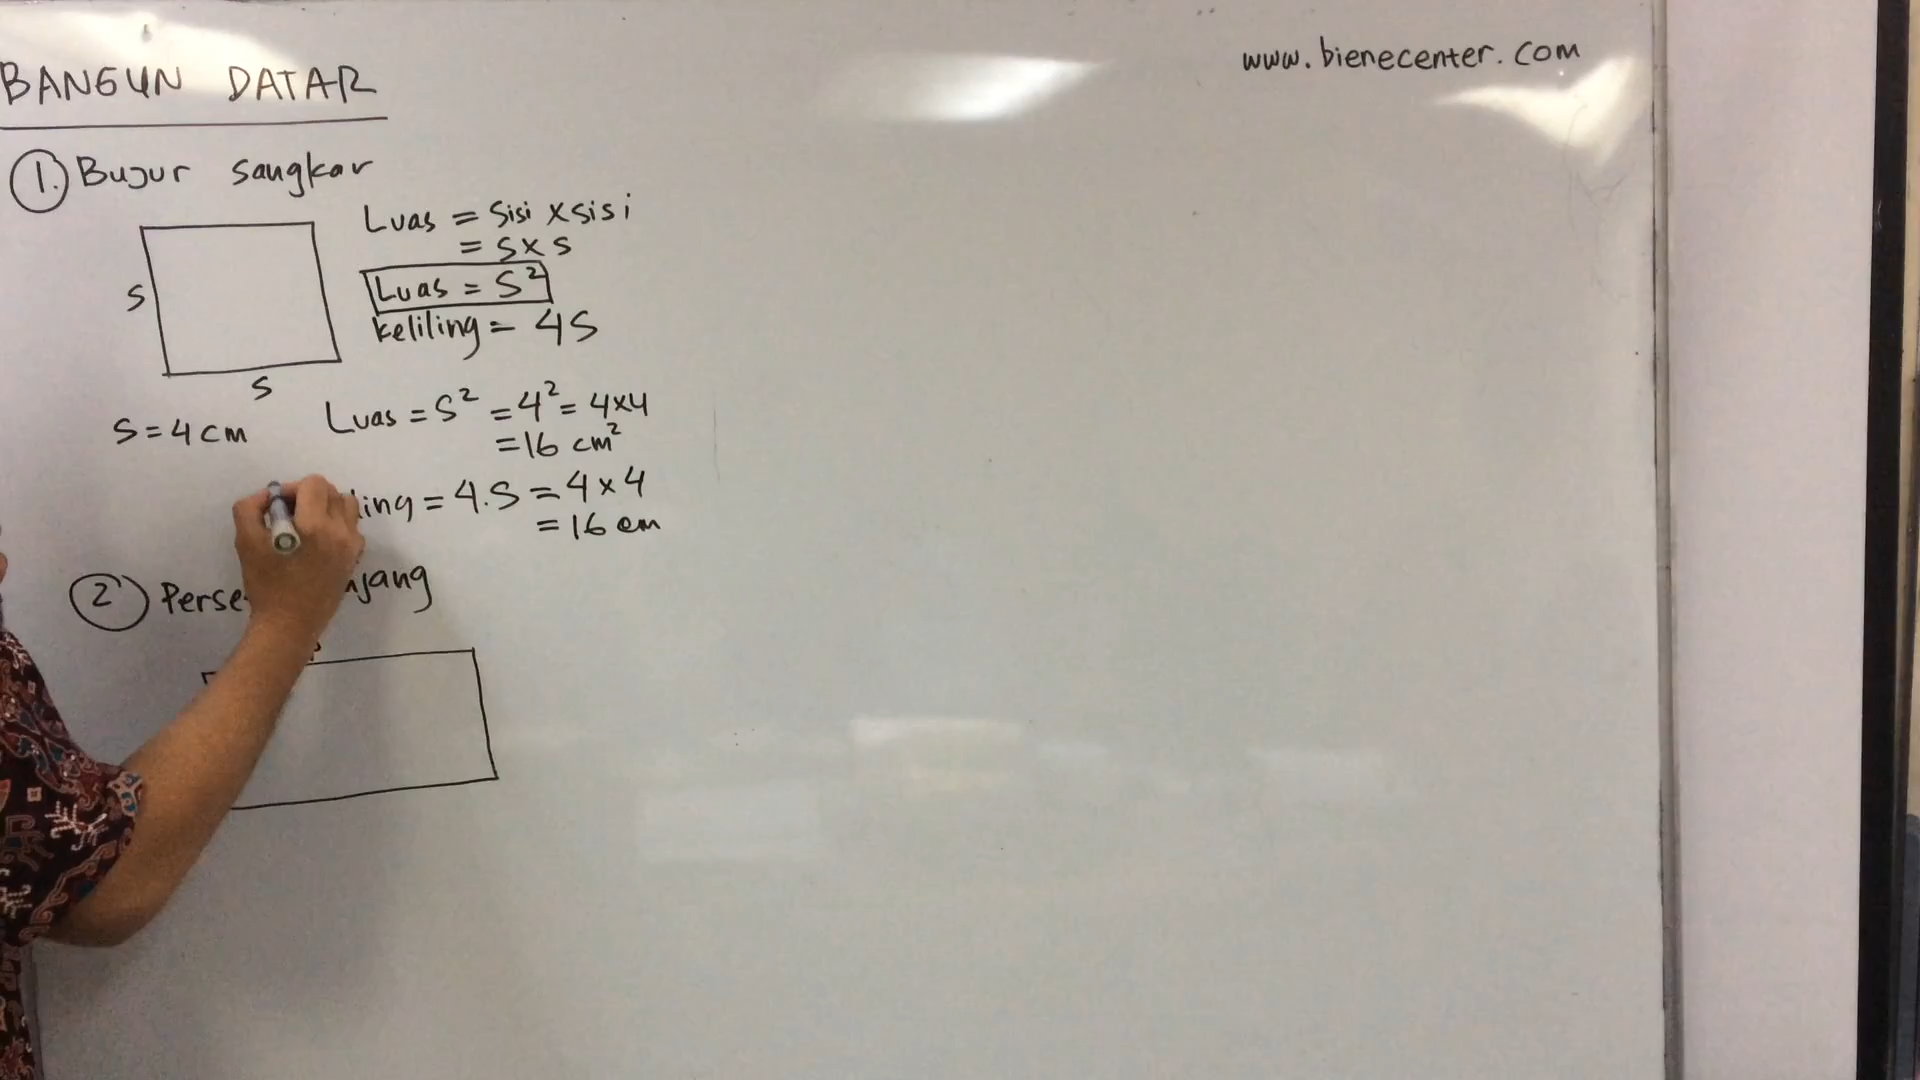 BANGUN DATAR
www.bienecenter.com
1. Bujur sangkar
Luas = Sisi x sisi
= S x S
Luas = S²
keliling = 4S
S
S
S = 4 cm
Luas = S² = 4² = 4x4
= 16 cm²
ling = 4.S = 4 x 4
= 16 cm
2 Perse jang